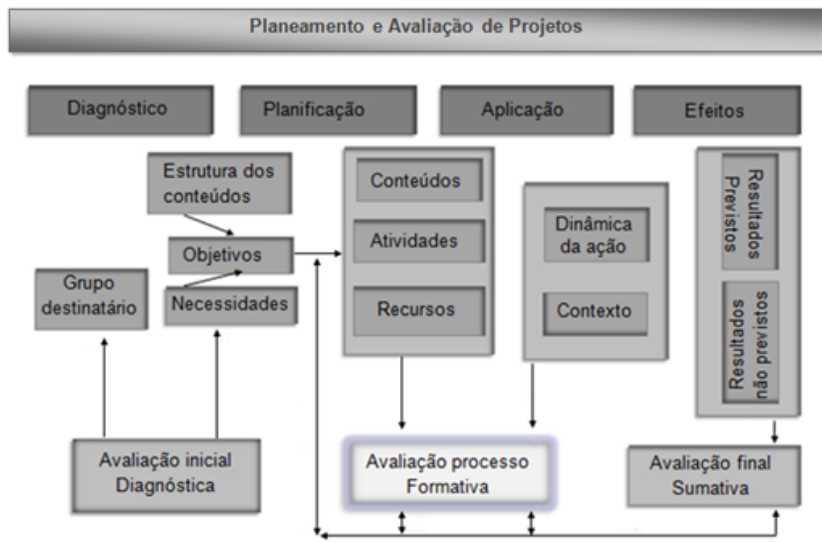 Planeamento e Avaliação de Projetos
Diagnóstico
Planificação
Aplicação
Efeitos
Estrutura dos
conteúdos
Objetivos
Grupo
destinatário
Necessidades
Conteúdos
Atividades
Recursos
Dinâmica
da ação
Contexto
Resultados
Previstos
Resultados
não previstos
Avaliação inicial
Diagnóstica
Avaliação processo
Formativa
Avaliação final
Sumativa